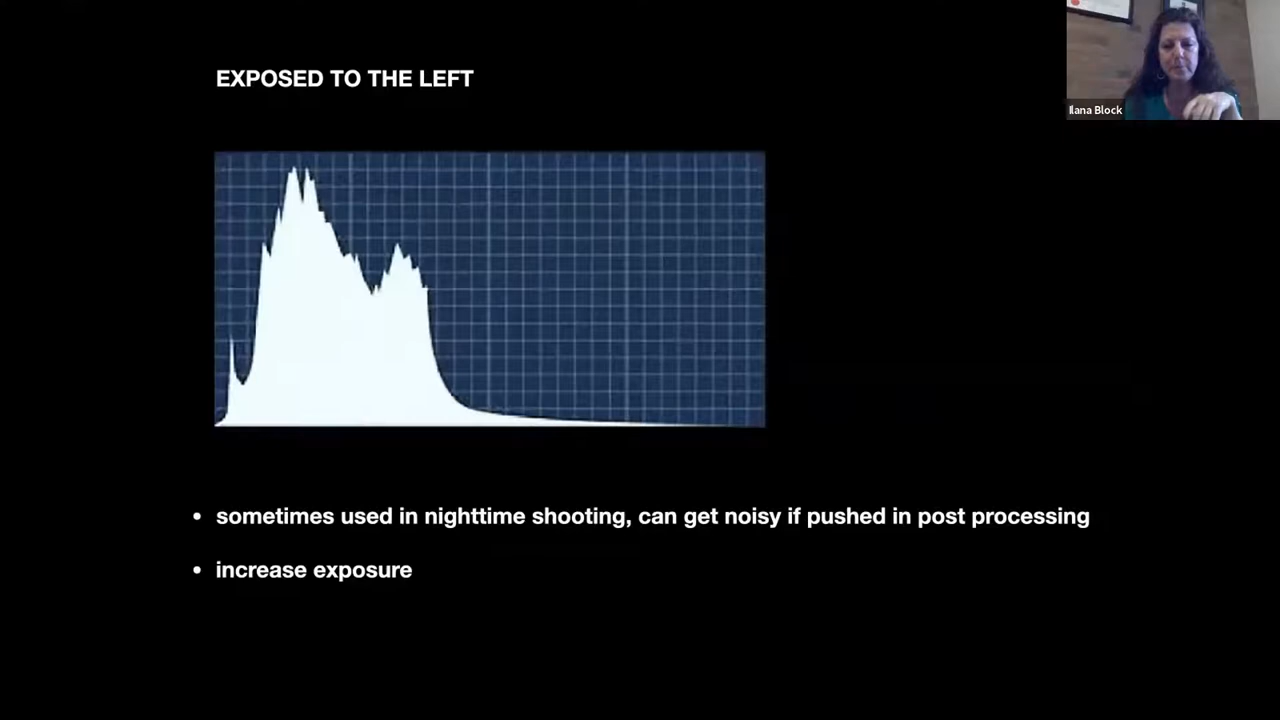 EXPOSED TO THE LEFT
Ilana Block
• sometimes used in nighttime shooting, can get noisy if pushed in post processing
• increase exposure